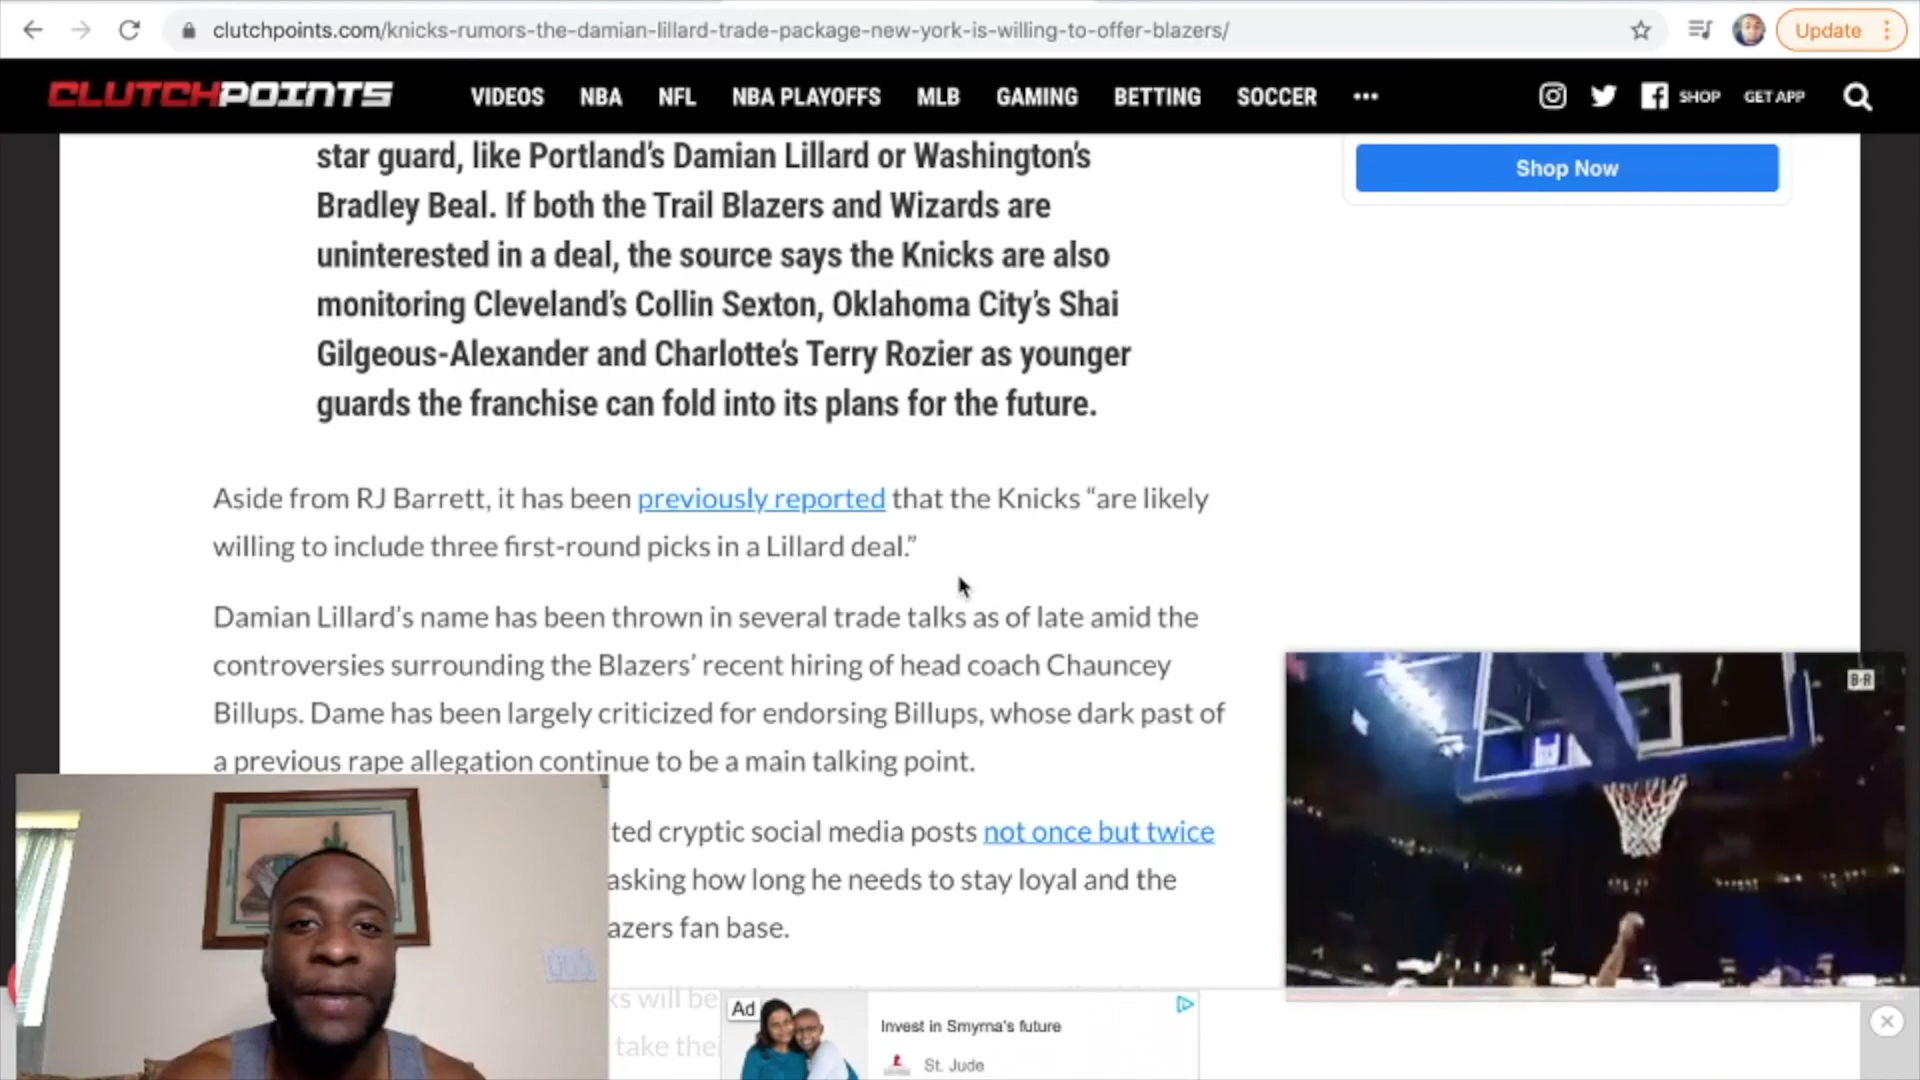 clutchpoints.com/knicks-rumors-the-damian-lillard-trade-package-new-york-is-willing-to-offer-blazers/
Update
CLUTCHPOINTS
VIDEOS NBA NFL NBA PLAYOFFS MLB GAMING BETTING SOCCER •••
SHOP GET APP
star guard, like Portland’s Damian Lillard or Washington’s
Bradley Beal. If both the Trail Blazers and Wizards are
uninterested in a deal, the source says the Knicks are also
monitoring Cleveland’s Collin Sexton, Oklahoma City’s Shai
Gilgeous-Alexander and Charlotte’s Terry Rozier as younger
guards the franchise can fold into its plans for the future.
Shop Now
Aside from RJ Barrett, it has been previously reported that the Knicks “are likely
willing to include three first-round picks in a Lillard deal.”
Damian Lillard’s name has been thrown in several trade talks as of late amid the
controversies surrounding the Blazers’ recent hiring of head coach Chauncey
Billups. Dame has been largely criticized for endorsing Billups, whose dark past of
a previous rape allegation continue to be a main talking point.
ted cryptic social media posts not once but twice
asking how long he needs to stay loyal and the
azers fan base.
ks will be
take thei
B-R
Ad
Invest in Smyrna's future
St. Jude